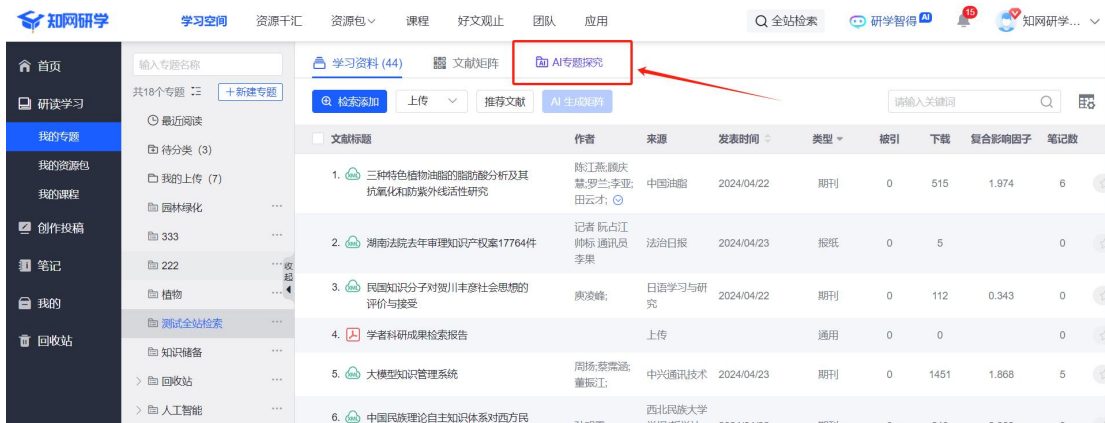 知网研学
学习空间 资源千汇 资源包 课程 好文观止 团队 应用 全站检索 研学智得AI 15 知网研学...
首页
研读学习
我的专题
我的资源包
我的课程
创作投稿
笔记
我的
回收站
输入专题名称
共18个专题 +新建专题
最近阅读
待分类 (3)
我的上传 (7)
园林绿化 ...
333 ...
222 ...
植物 ...
测试全站检索 ...
知识储备 ...
回收站 ...
人工智能 ...
收起
学习资料 (44) 文献矩阵 AI专题探究
检索添加 上传 推荐文献 AI 生成矩阵 请输入关键词
文献标题 作者 来源 发表时间 类型 被引 下载 复合影响因子 笔记数
1. 三种特色植物油脂的脂肪酸分析及其
抗氧化和防紫外线活性研究
陈江燕;顾庆
慧;罗兰;李亚;
田云才;
中国油脂 2024/04/22 期刊 0 515 1.974 6
2. 湖南法院去年审理知识产权案17764件
记者 阮占江
帅标 通讯员
李果
法治日报 2024/04/23 报纸 0 5 0
3. 民国知识分子对贺川丰彦社会思想的
评价与接受
庾凌峰;
日语学习与研
究
2024/04/22 期刊 0 112 0.343 0
4. 学者科研成果检索报告 上传 通用 0 0 0
5. 大模型知识管理系统
周扬;蔡霈涵;
董振江;
中兴通讯技术 2024/04/23 期刊 0 1451 1.868 5
6. 中国民族理论自主知识体系对西方民
西北民族大学